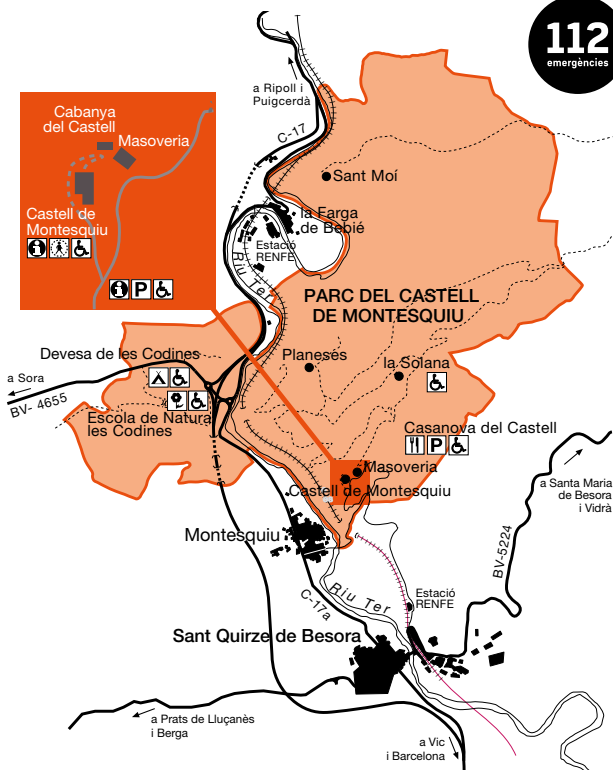 112
emergències
a Ripoll i
Puigcerdà
C-17
Cabanya
del Castell
Masoveria
Castell de
Montesquiu
P
Sant Moí
la Farga
de Bebié
Estació
RENFE
Riu Ter
PARC DEL CASTELL
DE MONTESQUIU
Devesa de les Codines
Planeses
la Solana
a Sora
BV- 4655
Escola de Natura
les Codines
Casanova del Castell
P
Masoveria
Castell de Montesquiu
a Santa Maria
de Besora
i Vidrà
BV-5224
Montesquiu
Riu Ter
C-17a
Estació
RENFE
Sant Quirze de Besora
a Prats de Lluçanès
i Berga
a Vic
i Barcelona